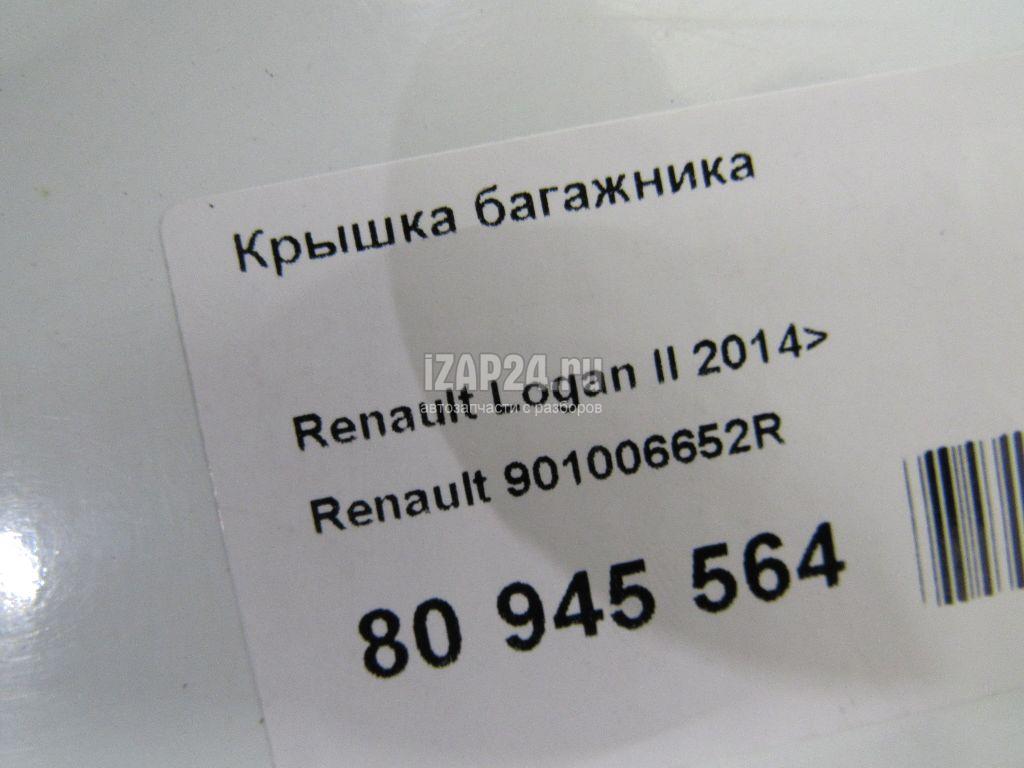 Крышка багажника
iZAP24.ru
Renault Logan II 2014>
автозапчасти с разборов
Renault 901006652R
80 945 564